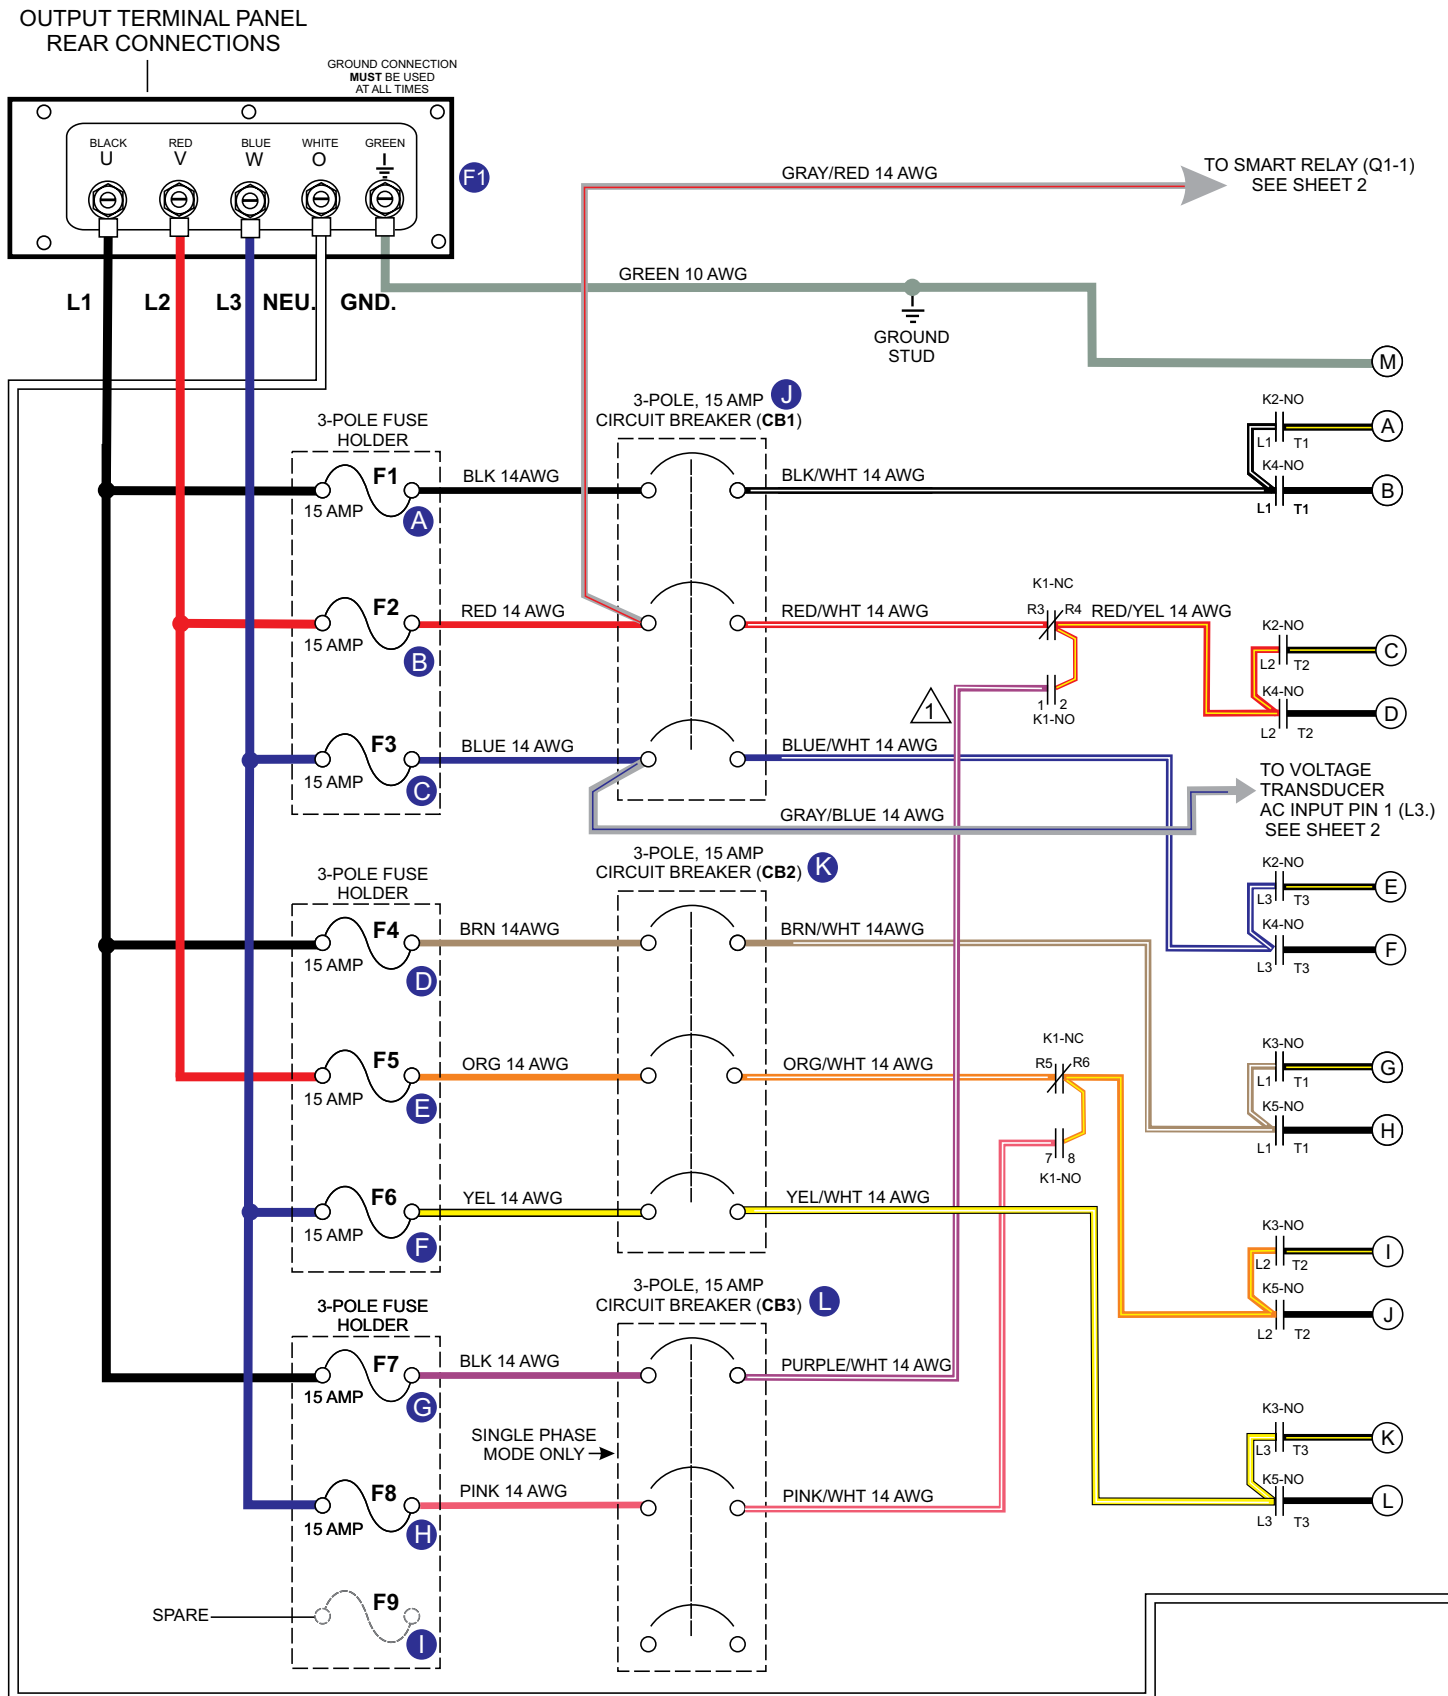 OUTPUT TERMINAL PANEL
REAR CONNECTIONS
GROUND CONNECTION
MUST BE USED
AT ALL TIMES
BLACK RED BLUE WHITE GREEN
U V W O I
F1
L1 L2 L3 NEU. GND.
GRAY/RED 14 AWG
TO SMART RELAY (Q1-1)
SEE SHEET 2
GREEN 10 AWG
GROUND
STUD
M
3-POLE FUSE
HOLDER
3-POLE, 15 AMP J
CIRCUIT BREAKER (CB1)
F1
15 AMP
A
BLK 14AWG
BLK/WHT 14 AWG
K2-NO
L1 T1
A
K4-NO
L1 T1
B
F2
15 AMP
B
RED 14 AWG
RED/WHT 14 AWG
K1-NC
R3 R4
RED/YEL 14 AWG
1 2
K1-NO
1
K2-NO
L2 T2
C
K4-NO
L2 T2
D
F3
15 AMP
C
BLUE 14 AWG
BLUE/WHT 14 AWG
GRAY/BLUE 14 AWG
TO VOLTAGE
TRANSDUCER
AC INPUT PIN 1 (L3.)
SEE SHEET 2
K2-NO
L3 T3
E
K4-NO
L3 T3
F
3-POLE FUSE
HOLDER
3-POLE, 15 AMP
CIRCUIT BREAKER (CB2) K
F4
15 AMP
D
BRN 14AWG
BRN/WHT 14AWG
F5
15 AMP
E
ORG 14 AWG
ORG/WHT 14 AWG
K1-NC
R5 R6
7 8
K1-NO
K3-NO
L1 T1
G
K5-NO
L1 T1
H
F6
15 AMP
F
YEL 14 AWG
YEL/WHT 14 AWG
K3-NO
L2 T2
I
K5-NO
L2 T2
J
3-POLE FUSE
HOLDER
3-POLE, 15 AMP
CIRCUIT BREAKER (CB3) L
F7
15 AMP
G
BLK 14 AWG
PURPLE/WHT 14 AWG
SINGLE PHASE
MODE ONLY
K3-NO
L3 T3
K
K5-NO
L3 T3
L
F8
15 AMP
H
PINK 14 AWG
PINK/WHT 14 AWG
SPARE
F9
I